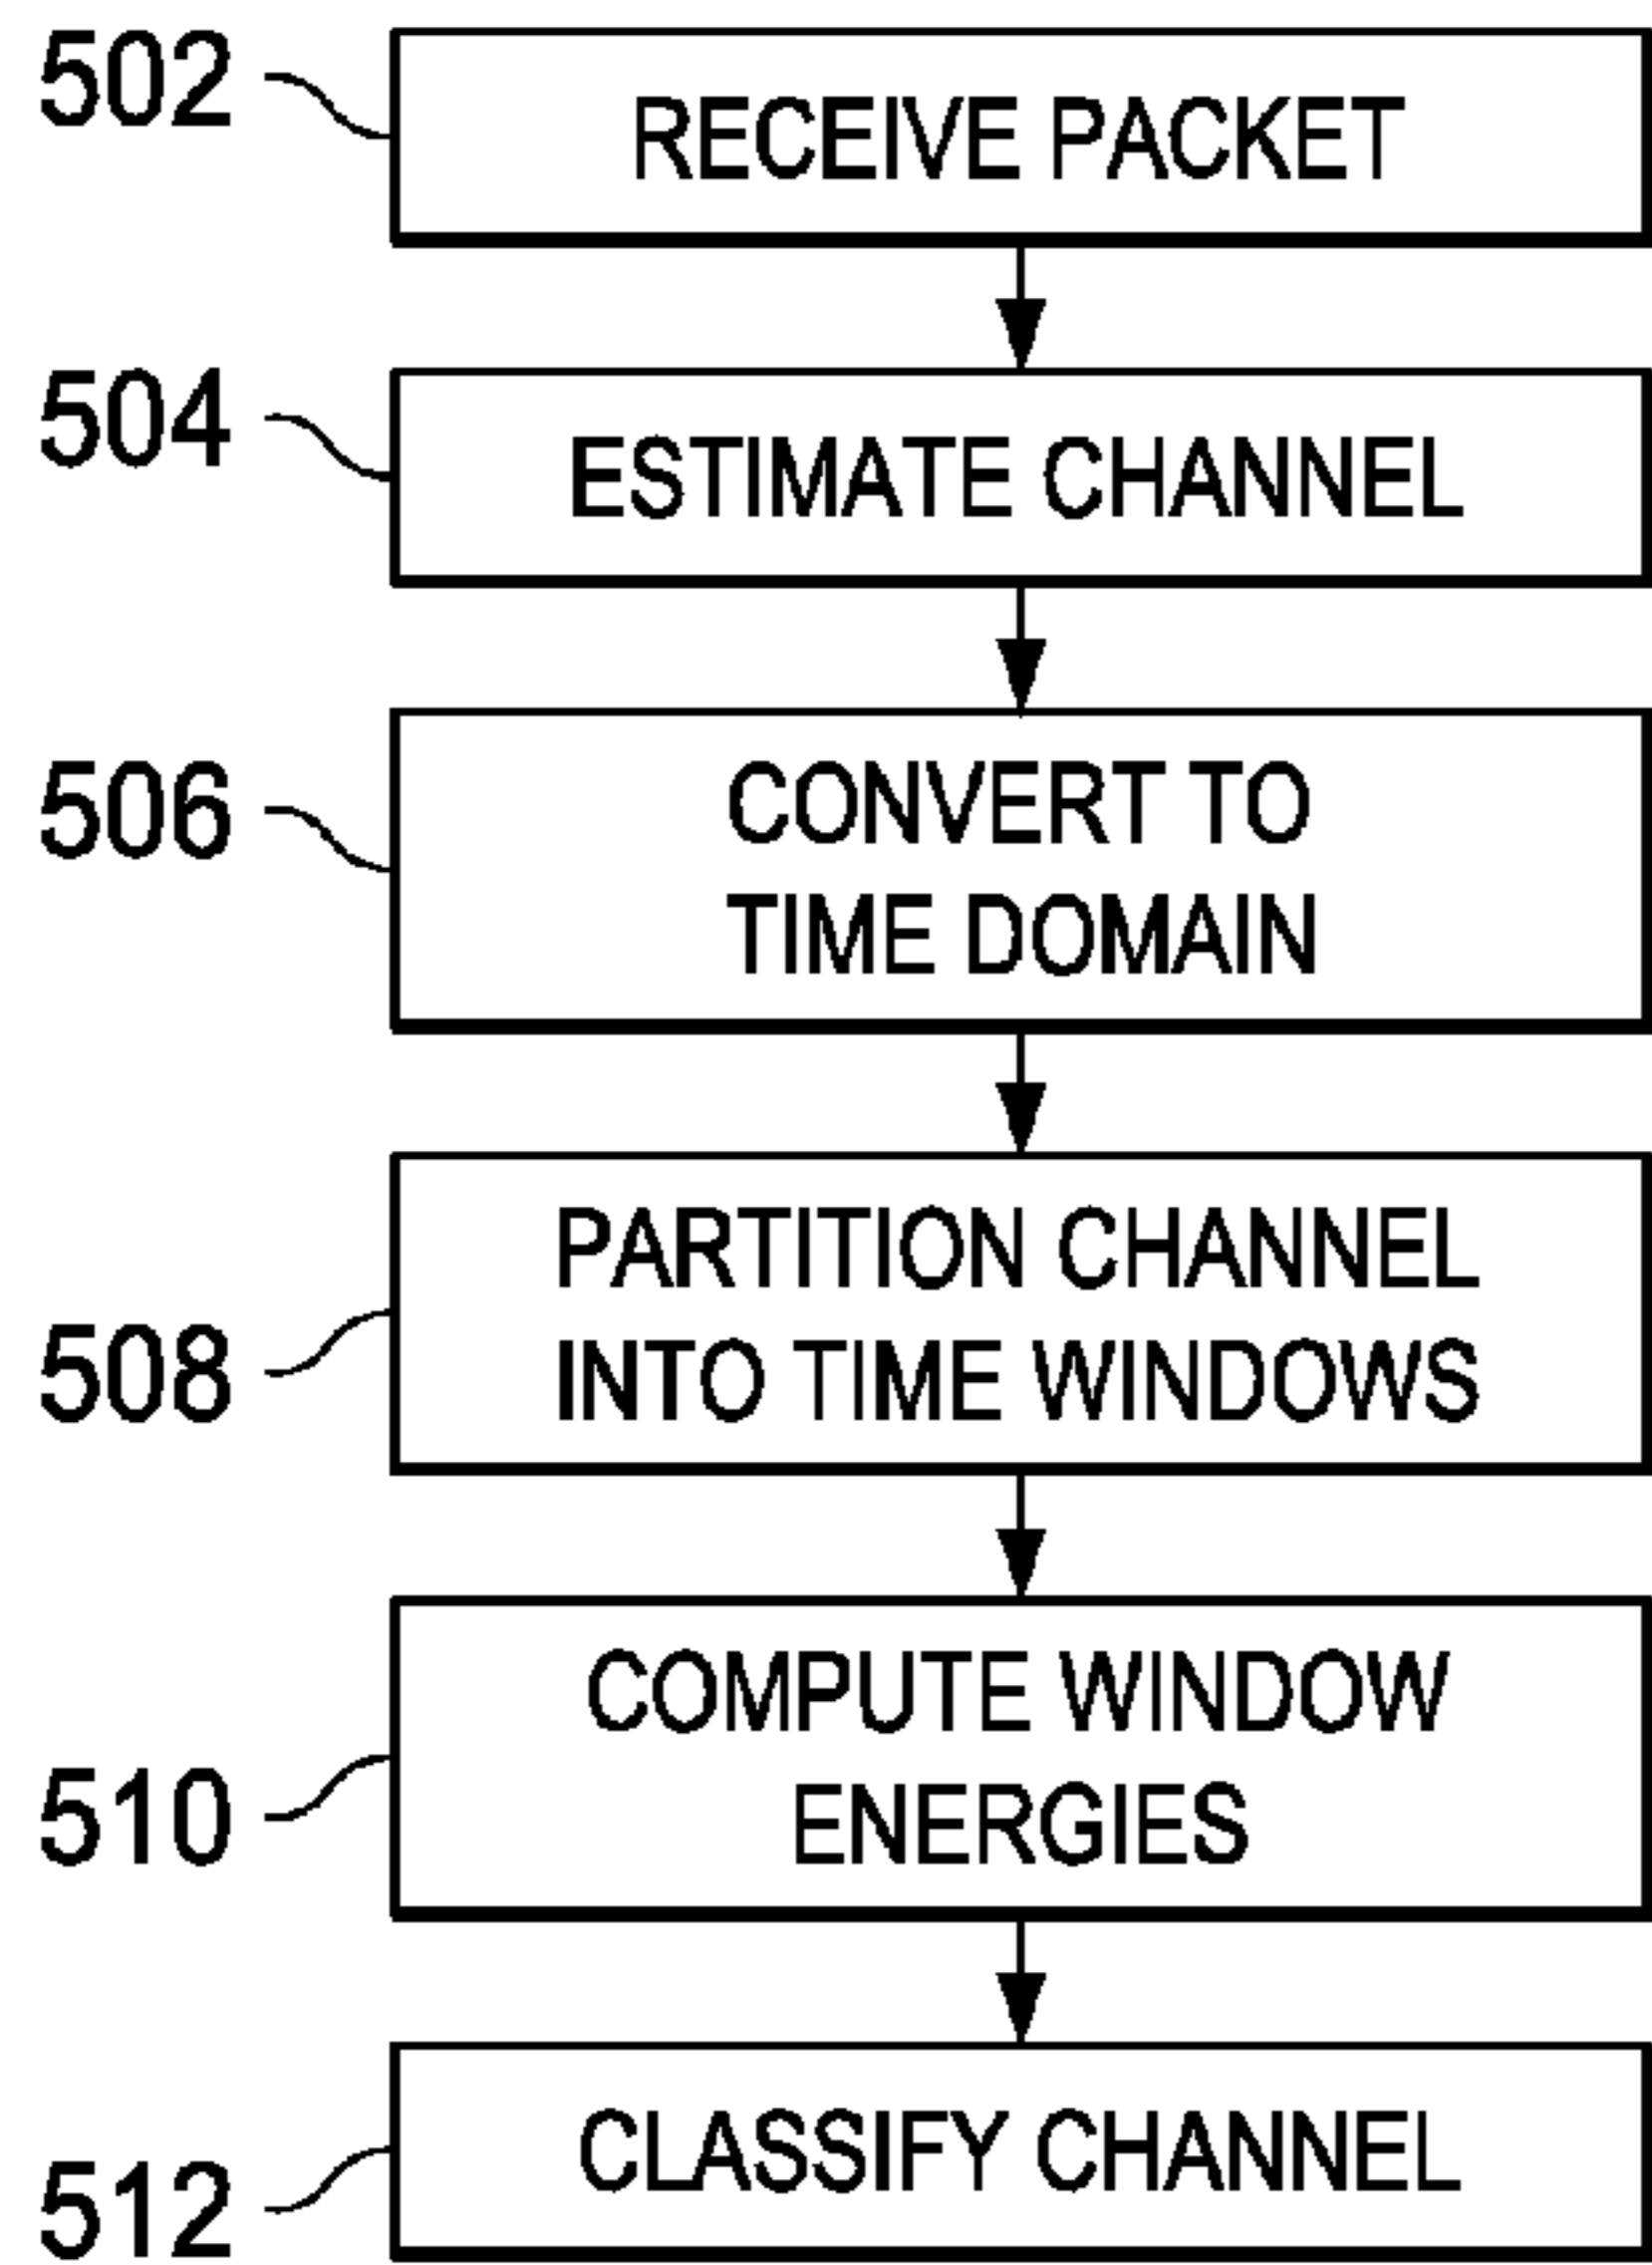 502
RECEIVE PACKET
504
ESTIMATE CHANNEL
506
CONVERT TO
TIME DOMAIN
508
PARTITION CHANNEL
INTO TIME WINDOWS
510
COMPUTE WINDOW
ENERGIES
512
CLASSIFY CHANNEL